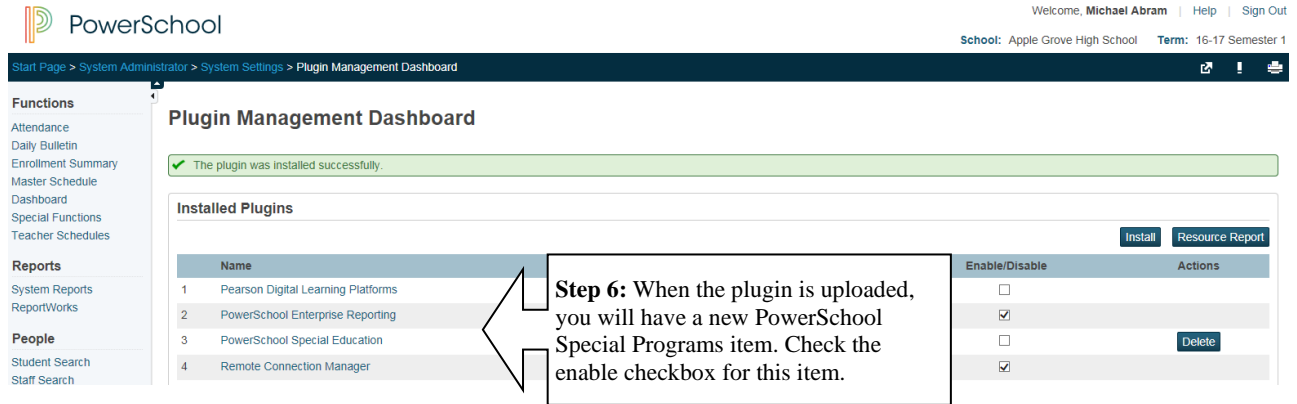 Welcome, Michael Abram | Help | Sign Out
PowerSchool
School: Apple Grove High School Term: 16-17 Semester 1
Start Page > System Administrator > System Settings > Plugin Management Dashboard
Functions
Attendance
Daily Bulletin
Enrollment Summary
Master Schedule
Dashboard
Special Functions
Teacher Schedules
Reports
System Reports
ReportWorks
People
Student Search
Staff Search
Plugin Management Dashboard
The plugin was installed successfully.
Installed Plugins
Install Resource Report
Name Enable/Disable Actions
1 Pearson Digital Learning Platforms
2 PowerSchool Enterprise Reporting
3 PowerSchool Special Education Delete
4 Remote Connection Manager
Step 6: When the plugin is uploaded,
you will have a new PowerSchool
Special Programs item. Check the
enable checkbox for this item.